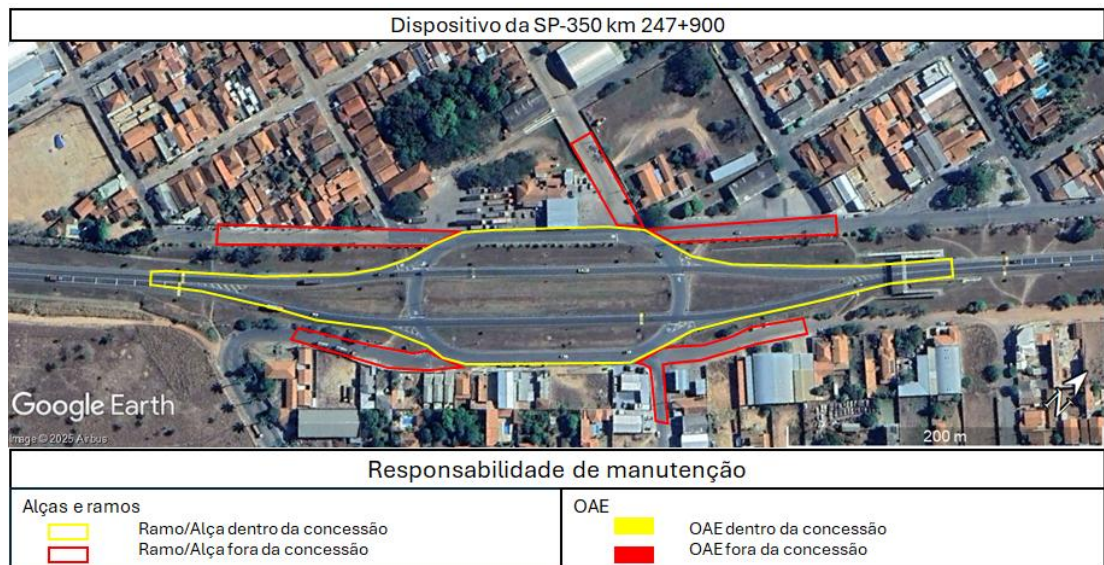 Dispositivo da SP-350 km 247+900
Google Earth
Image © 2025 Airbus
N
200 m
Responsabilidade de manutenção
Alças e ramos
Ramo/Alça dentro da concessão
Ramo/Alça fora da concessão
OAE
OAE dentro da concessão
OAE fora da concessão